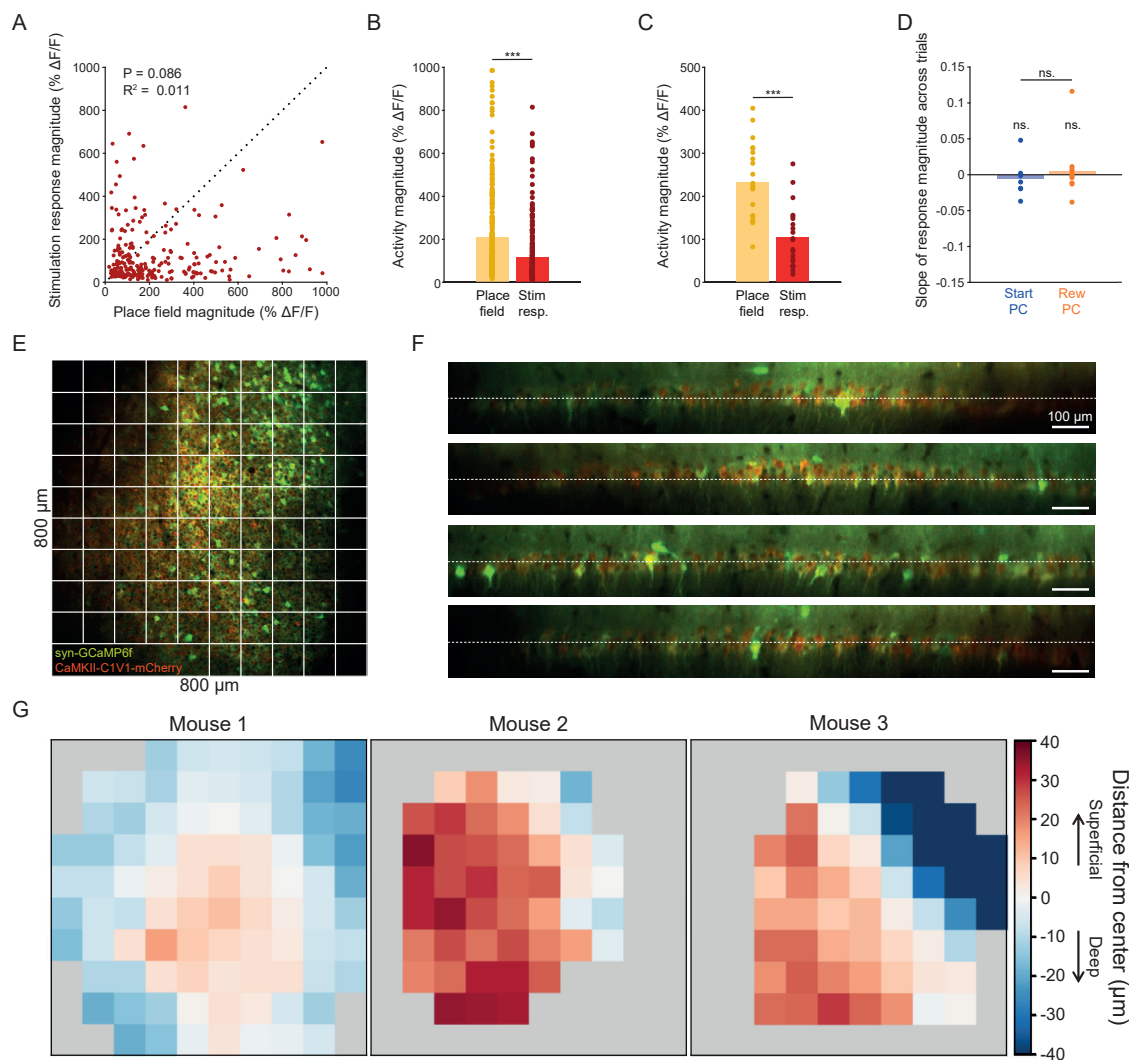 A
P = 0.086
R² = 0.011
Stimulation response magnitude (% ΔF/F)
1000
800
600
400
200
0
0 200 400 600 800 1000
Place field magnitude (% ΔF/F)
B
***
Activity magnitude (% ΔF/F)
1000
800
600
400
200
0
Place Stim
field resp.
C
***
Activity magnitude (% ΔF/F)
500
400
300
200
100
0
Place Stim
field resp.
D
Slope of response magnitude across trials
ns.
ns. ns.
0.15
0.1
0.05
0
-0.05
-0.1
-0.15
Start Rew
PC PC
E
800 µm
syn-GCaMP6f
CaMKII-C1V1-mCherry
800 µm
F
100 µm
G
Mouse 1 Mouse 2 Mouse 3
40
30
20
10
0
-10
-20
-30
-40
Superficial
Deep
Distance from center (µm)